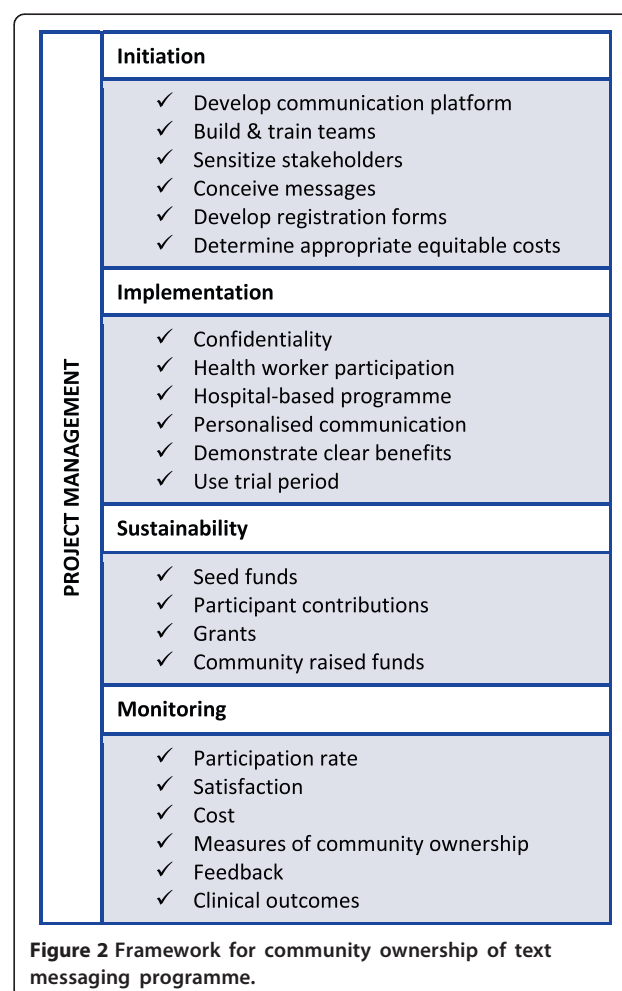 PROJECT MANAGEMENT
Initiation
✓ Develop communication platform
✓ Build & train teams
✓ Sensitize stakeholders
✓ Conceive messages
✓ Develop registration forms
✓ Determine appropriate equitable costs
Implementation
✓ Confidentiality
✓ Health worker participation
✓ Hospital-based programme
✓ Personalised communication
✓ Demonstrate clear benefits
✓ Use trial period
Sustainability
✓ Seed funds
✓ Participant contributions
✓ Grants
✓ Community raised funds
Monitoring
✓ Participation rate
✓ Satisfaction
✓ Cost
✓ Measures of community ownership
✓ Feedback
✓ Clinical outcomes
Figure 2 Framework for community ownership of text
messaging programme.